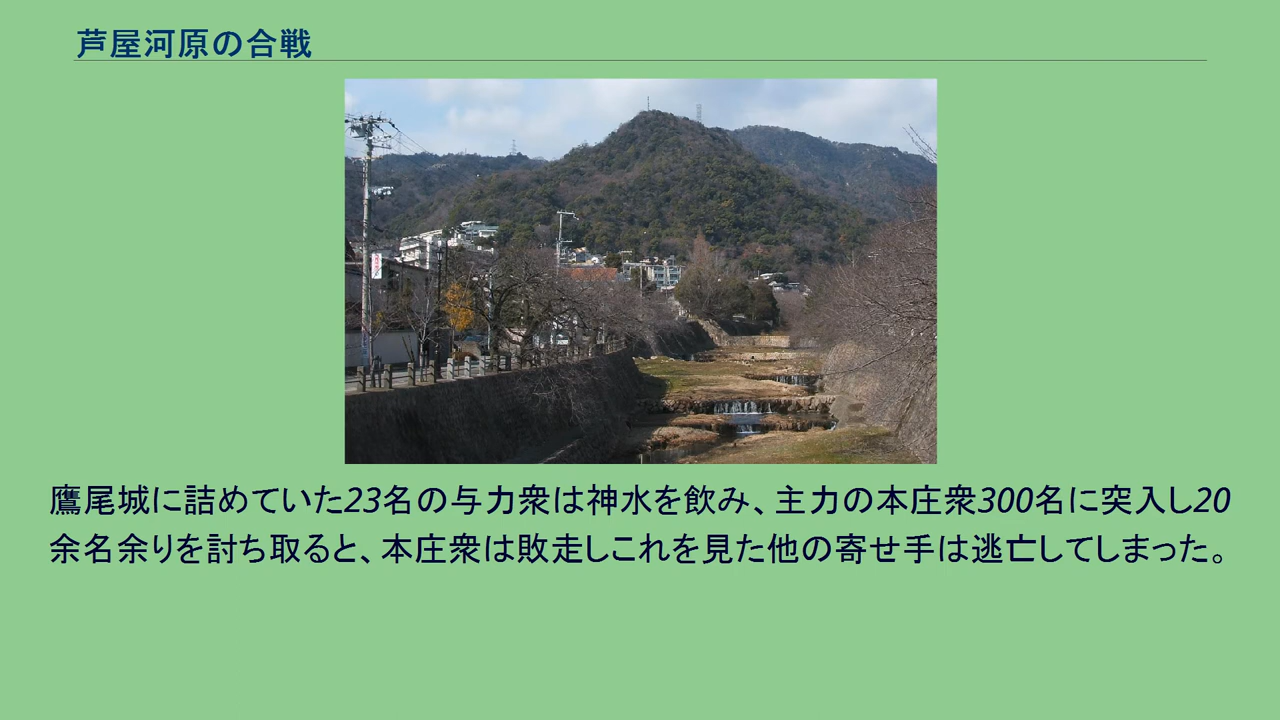 芦屋河原の合戦
鷹尾城に詰めていた23名の与力衆は神水を飲み、主力の本庄衆300名に突入し20
余名余りを討ち取ると、本庄衆は敗走しこれを見た他の寄せ手は逃亡してしまった。